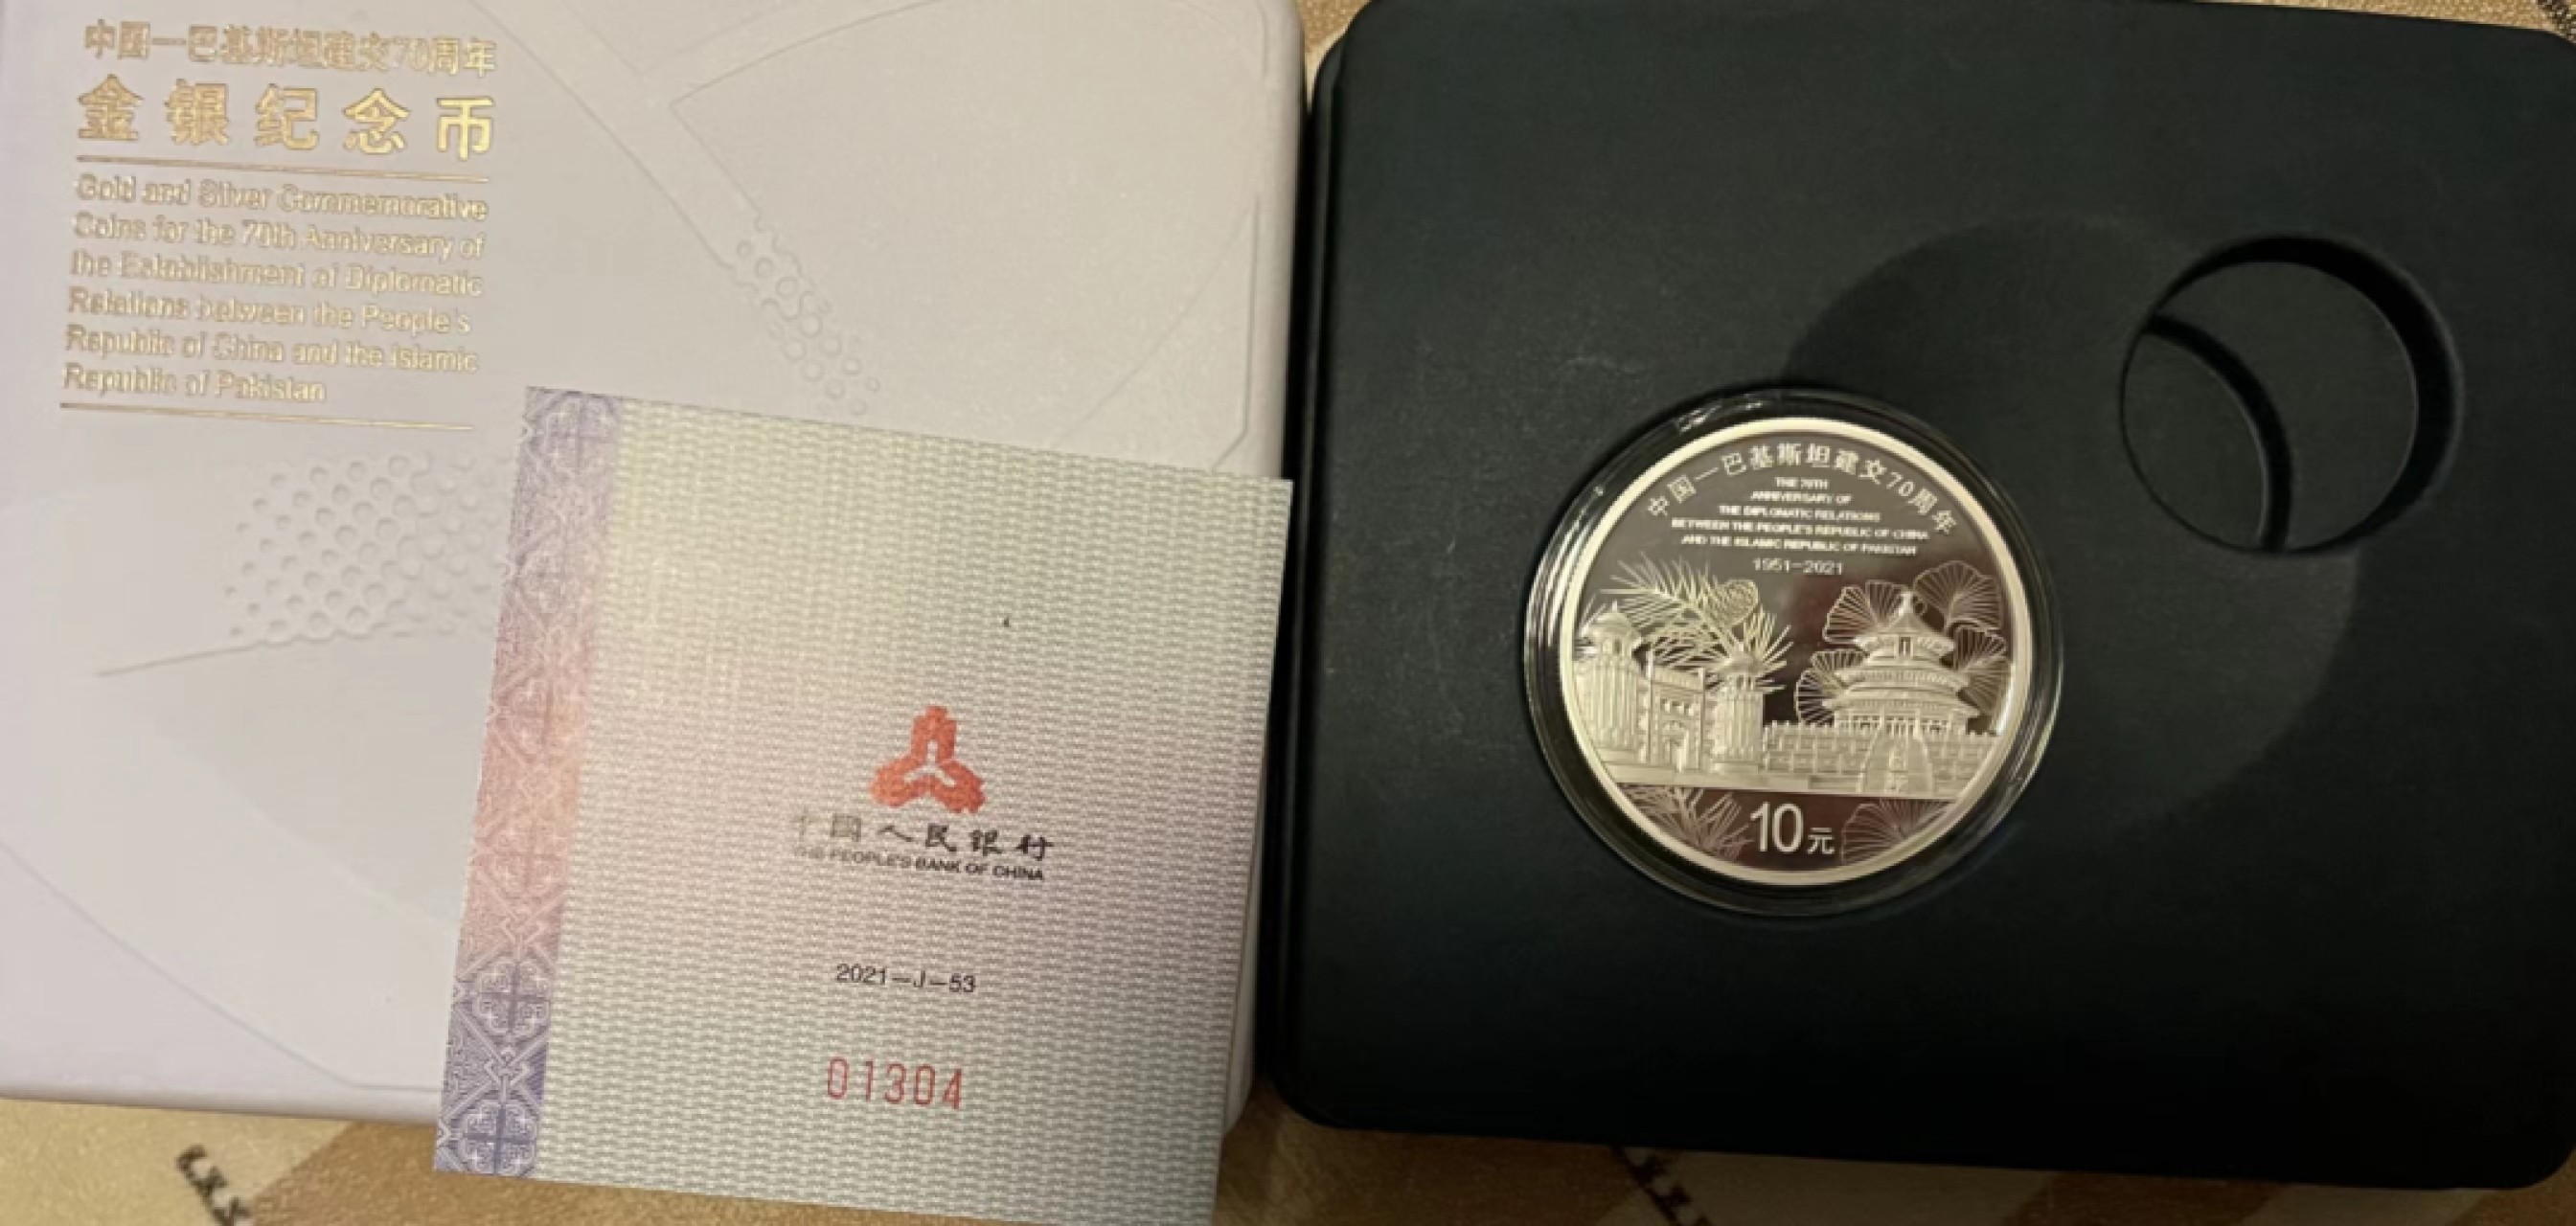 中國—巴基斯坦建交70周年
金银纪念币
Gold and Silver Commemorative
Coins for the 70th Anniversary of
the Establishment of Diplomatic
Relations between the People's
Republic of China and the Islamic
Republic of Pakistan
中國人民銀行
THE PEOPLE'S BANK OF CHINA
2021—J—53
01304
中国—巴基斯坦建交70周年
THE 70TH
ANNIVERSARY OF
THE DIPLOMATIC RELATIONS
BETWEEN THE PEOPLE'S REPUBLIC OF CHINA
AND THE ISLAMIC REPUBLIC OF PAKISTAN
1951—2021
10元